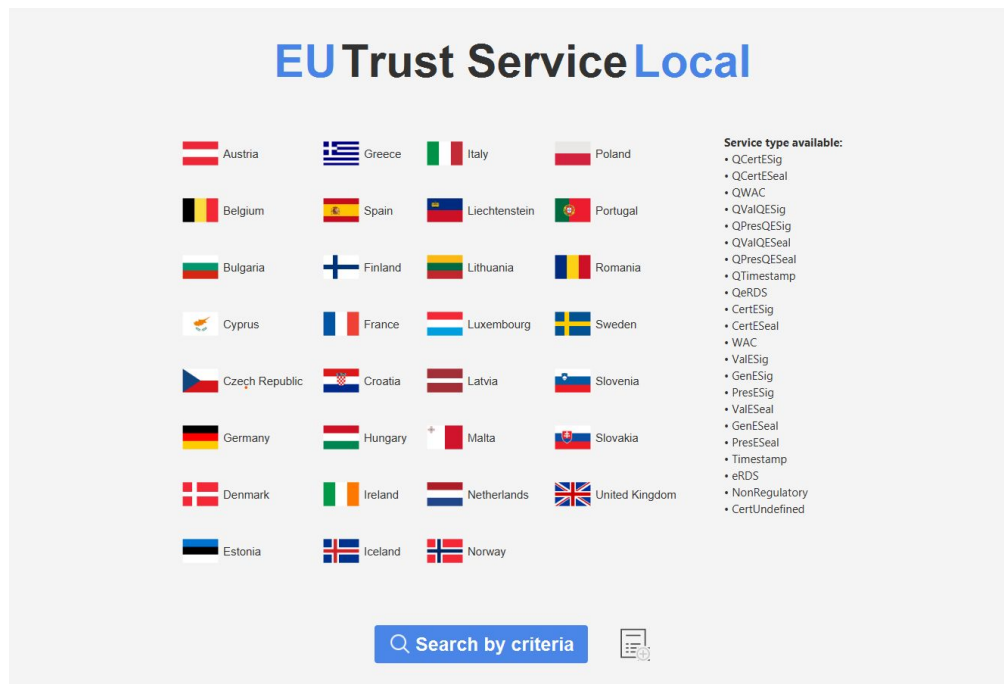 EU Trust Service Local
Austria
Greece
Italy
Poland
Belgium
Spain
Liechtenstein
Portugal
Bulgaria
Finland
Lithuania
Romania
Cyprus
France
Luxembourg
Sweden
Czech Republic
Croatia
Latvia
Slovenia
Germany
Hungary
Malta
Slovakia
Denmark
Ireland
Netherlands
United Kingdom
Estonia
Iceland
Norway
Service type available:
• QCertESig
• QCertESeal
• QWAC
• QValQESig
• QPresQESig
• QValQESeal
• QPresQESeal
• QTimestamp
• QeRDS
• CertESig
• CertESeal
• WAC
• ValESig
• GenESig
• PresESig
• ValESeal
• GenESeal
• PresESeal
• Timestamp
• eRDS
• NonRegulatory
• CertUndefined
Search by criteria